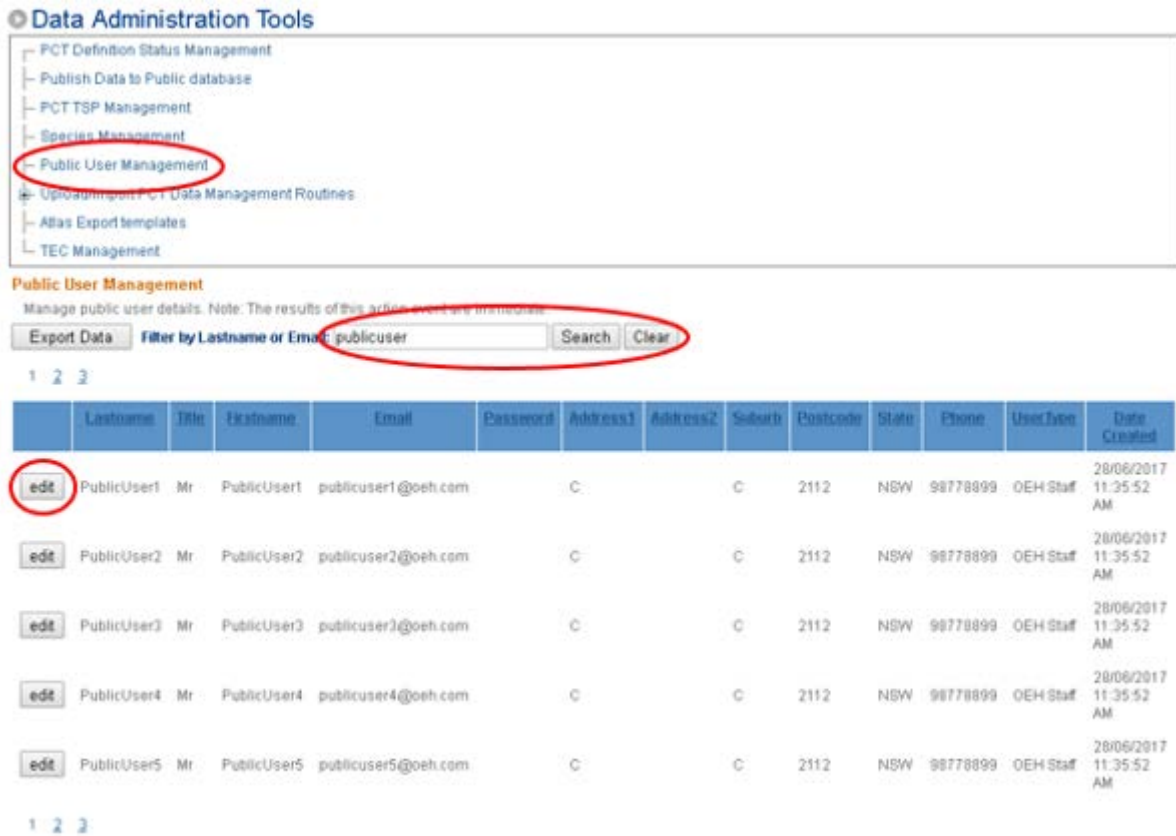 Data Administration Tools
PCT Definition Status Management
Publish Data to Public database
PCT TSP Management
Species Management
Public User Management
Upload/Import PCT Data Management Routines
Atlas Export templates
TEC Management
Public User Management
Manage public user details. Note: The results of this action event are immediate.
Export Data Filter by Lastname or Email: publicuser Search Clear
1 2 3
Lastname Title Firstname Email Password Address1 Address2 Suburb Postcode State Phone UserType Date Created
edit PublicUser1 Mr PublicUser1 publicuser1@oeh.com C C 2112 NSW 98778899 OEH Staff 28/06/2017 11:35:52 AM
edit PublicUser2 Mr PublicUser2 publicuser2@oeh.com C C 2112 NSW 98778899 OEH Staff 28/06/2017 11:35:52 AM
edit PublicUser3 Mr PublicUser3 publicuser3@oeh.com C C 2112 NSW 98778899 OEH Staff 28/06/2017 11:35:52 AM
edit PublicUser4 Mr PublicUser4 publicuser4@oeh.com C C 2112 NSW 98778899 OEH Staff 28/06/2017 11:35:52 AM
edit PublicUser5 Mr PublicUser5 publicuser5@oeh.com C C 2112 NSW 98778899 OEH Staff 28/06/2017 11:35:52 AM
1 2 3